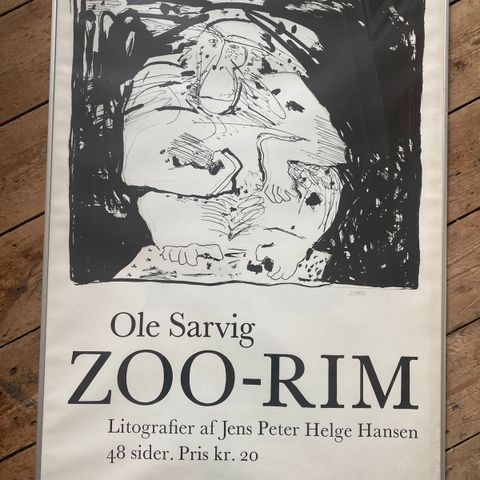 Ole Sarvig
ZOO-RIM
Litografier af Jens Peter Helge Hansen
48 sider. Pris kr. 20